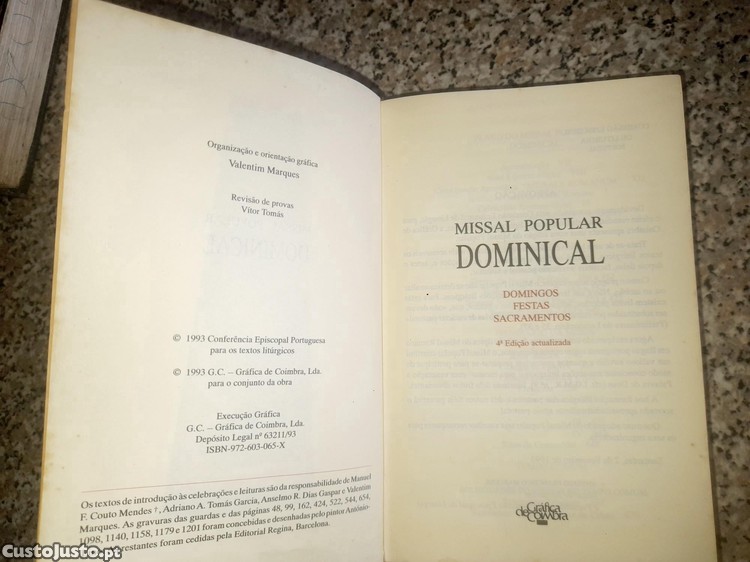 Organização e orientação gráfica
Valentim Marques
Revisão de provas
Vítor Tomás
© 1993 Conferência Episcopal Portuguesa
para os textos litúrgicos
© 1993 G.C. – Gráfica de Coimbra, Lda.
para o conjunto da obra
Execução Gráfica
G.C. – Gráfica de Coimbra, Lda.
Depósito Legal nº 63211/93
ISBN-972-603-065-X
Os textos de introdução às celebrações e leituras são da responsabilidade de Manuel
F. Couto Mendes †, Adriano A. Tomás García, Anselmo R. Dias Gaspar e Valentim
Marques. As gravuras das guardas e das páginas 48, 99, 162, 424, 522, 544, 654,
1098, 1140, 1158, 1179 e 1201 foram concebidas e desenhadas pelo pintor António-
restantes foram cedidas pela Editorial Regina, Barcelona.
MISSAL POPULAR
DOMINICAL
DOMINGOS
FESTAS
SACRAMENTOS
4ª Edição actualizada
Gráfica
de Coimbra
CustoJusto.pt